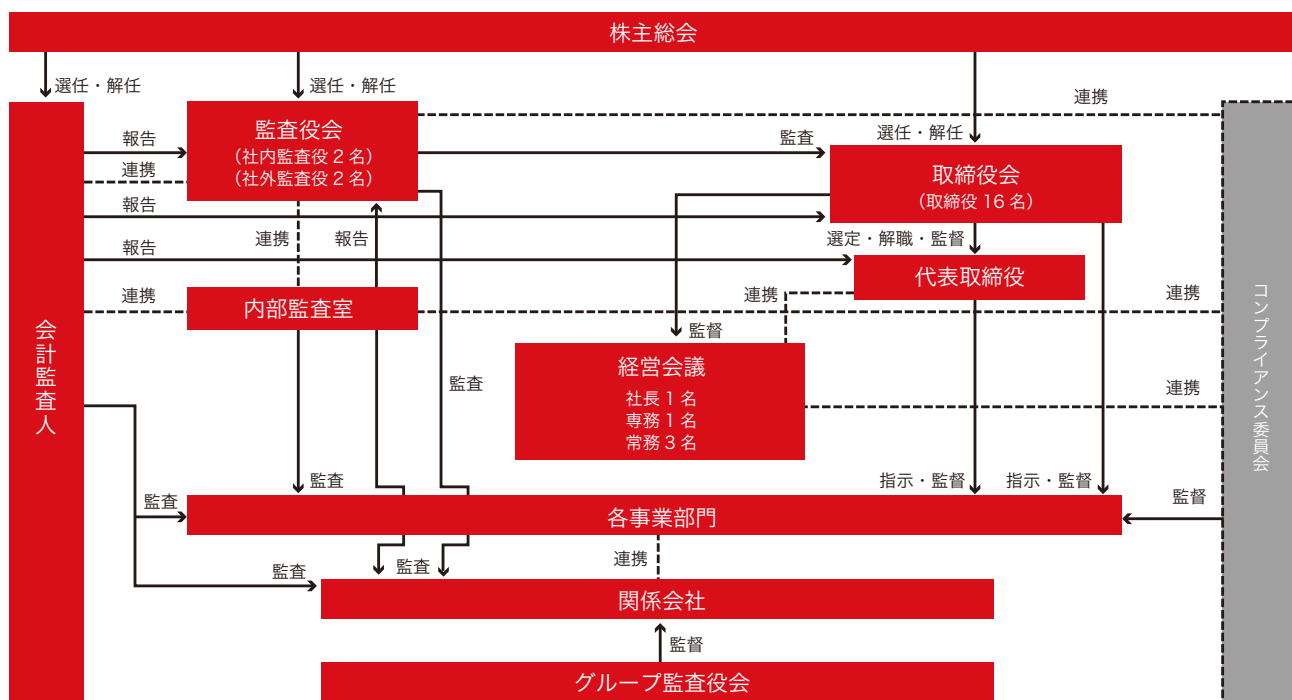 株主総会
選任・解任
選任・解任
連携
監査役会
(社内監査役 2 名)
(社外監査役 2 名)
報告
監査
選任・解任
連携
取締役会
(取締役 16 名)
報告
連携
報告
選定・解職・監督
報告
代表取締役
連携
内部監査室
連携
連携
会計監査人
コンプライアンス委員会
監督
経営会議
社長 1 名
専務 1 名
常務 3 名
監査
連携
監査
監査
指示・監督
指示・監督
監督
各事業部門
連携
監査
監査
関係会社
監督
グループ監査役会